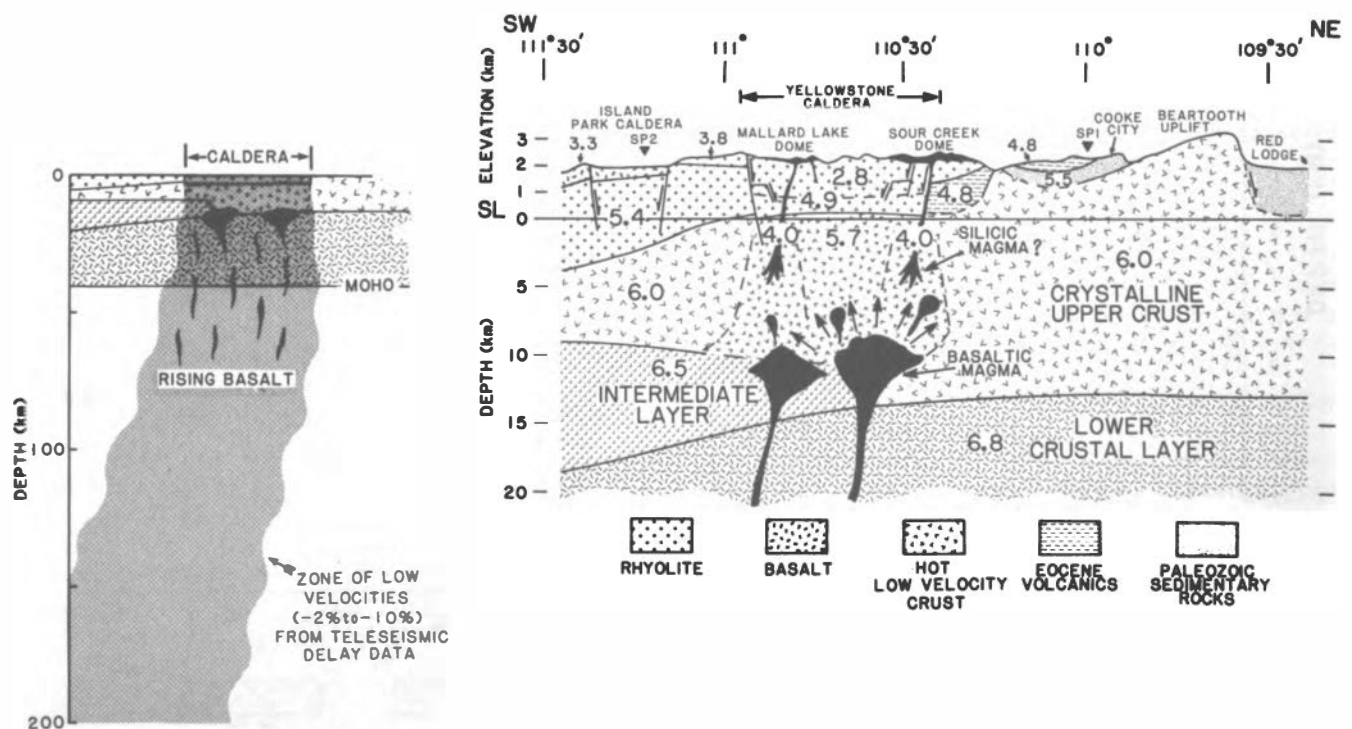 CALDERA
0
MOHO
RISING BASALT
100
DEPTH (km)
ZONE OF LOW
VELOCITIES
(-2% to -10%)
FROM TELESEISMIC
DELAY DATA
200
SW
NE
111°30'
111°
110°30'
110°
109°30'
YELLOWSTONE
CALDERA
ELEVATION (km)
3
2
1
SL
0
ISLAND
PARK CALDERA
SP2
3.3
3.8
MALLARD LAKE
DOME
SOUR CREEK
DOME
4.8
SP1
COOKE
CITY
BEARTOOTH
UPLIFT
RED
LODGE
5.4
2.8
4.9
4.8
5.5
4.0
5.7
4.0
SILICIC
MAGMA?
6.0
6.0
CRYSTALLINE
UPPER CRUST
DEPTH (km)
5
10
15
20
6.5
INTERMEDIATE
LAYER
BASALTIC
MAGMA
6.8
LOWER
CRUSTAL LAYER
RHYOLITE
BASALT
HOT
LOW VELOCITY
CRUST
EOCENE
VOLCANICS
PALEOZOIC
SEDIMENTARY
ROCKS